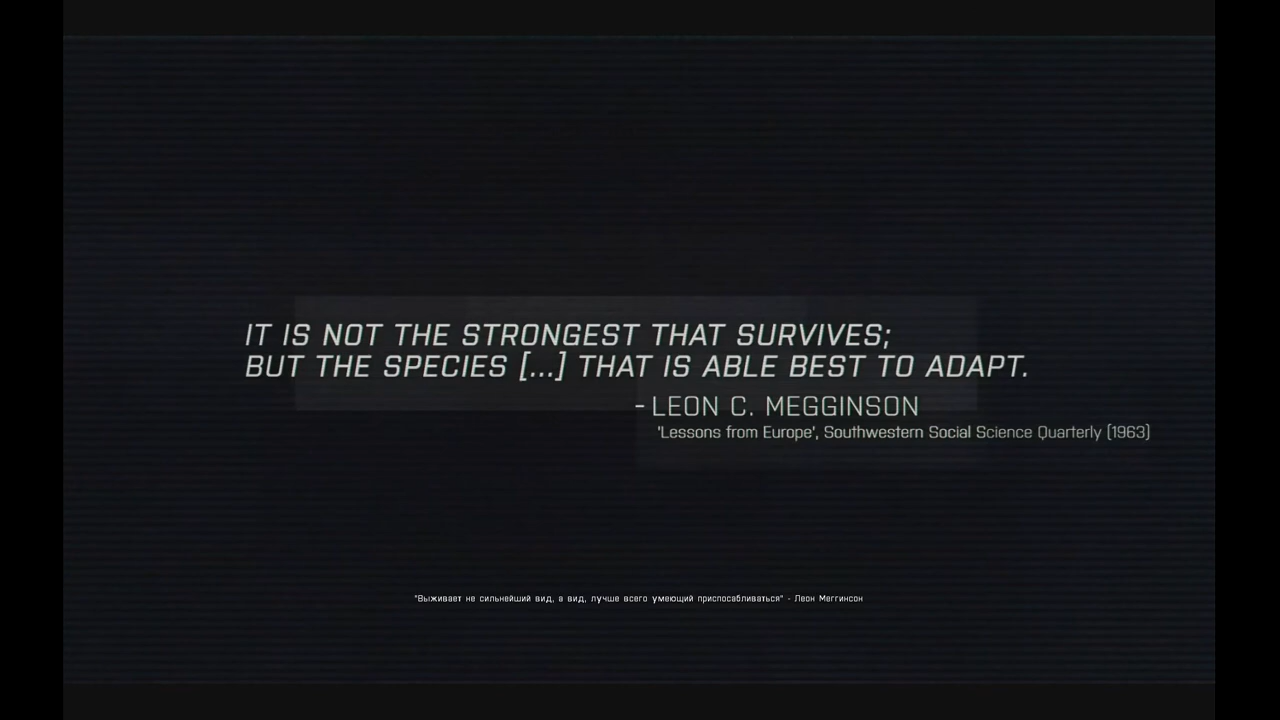 IT IS NOT THE STRONGEST THAT SURVIVES;
BUT THE SPECIES [...] THAT IS ABLE BEST TO ADAPT.
- LEON C. MEGGINSON
'Lessons from Europe', Southwestern Social Science Quarterly (1963)
"Выживает не сильнейший вид, а вид, лучше всего умеющий приспосабливаться" - Леон Меггинсон